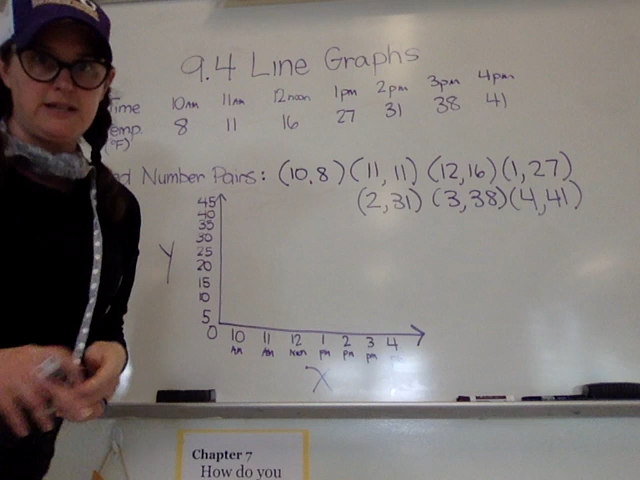 9.4 Line Graphs
Time 10AM 11AM 12noon 1pm 2pm 3pm 4pm
emp. 8 11 16 27 31 38 41
(°F)
ed Number Pairs: (10,8) (11,11) (12,16) (1,27)
(2,31) (3,38) (4,41)
45
40
35
30
Y 25
20
15
10
5
0
10 11 12 1 2 3 4
AM AM Noon pm pm pm
X
Chapter 7
How do you